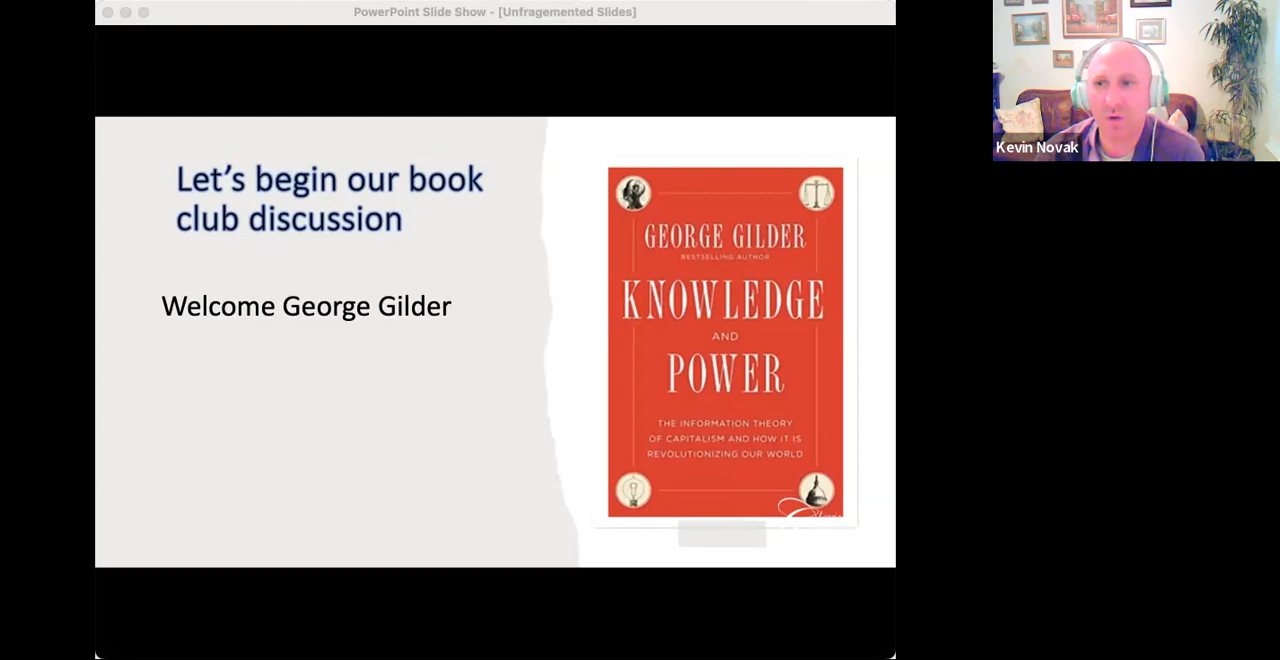 PowerPoint Slide Show - [Unfragemented Slides]
Let's begin our book
club discussion
Welcome George Gilder
GEORGE GILDER
BESTSELLING AUTHOR
KNOWLEDGE
AND
POWER
THE INFORMATION THEORY
OF CAPITALISM AND HOW IT IS
REVOLUTIONIZING OUR WORLD
Kevin Novak